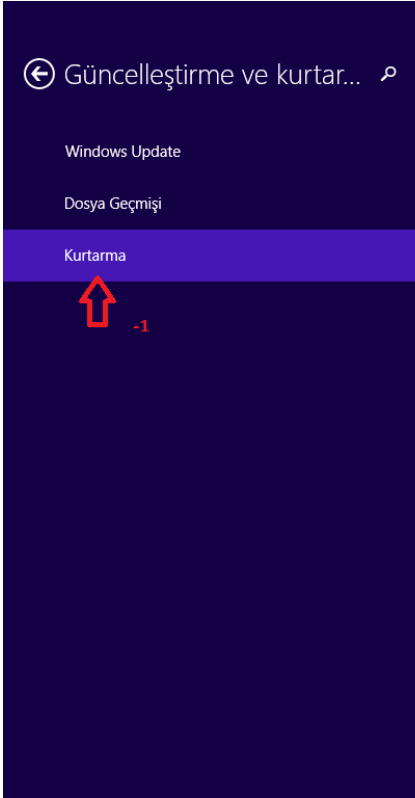 Güncelleştirme ve kurtar...
Windows Update
Dosya Geçmişi
Kurtarma
-1